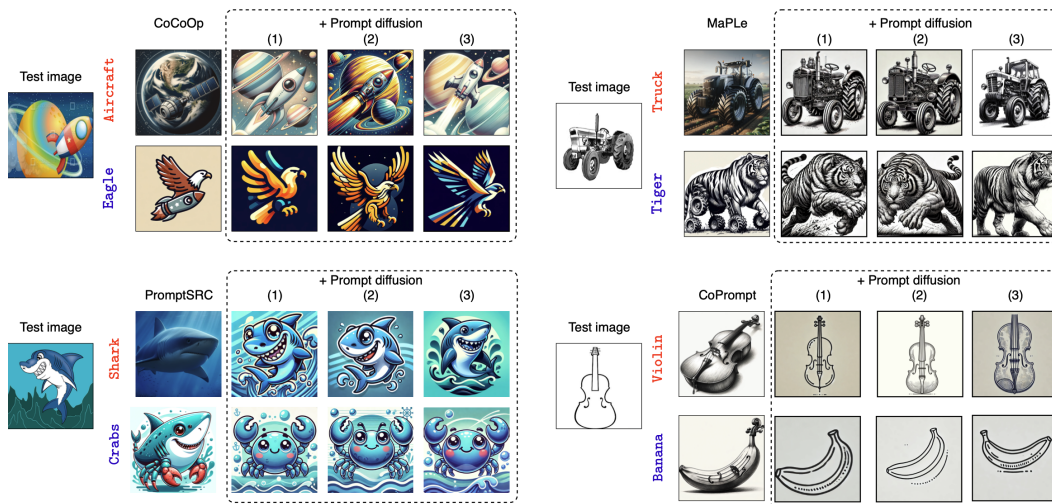 CoCoOp
+ Prompt diffusion
(1) (2) (3)
Test image
Aircraft
Eagle
MaPLe
+ Prompt diffusion
(1) (2) (3)
Test image
Truck
Tiger
PromptSRC
+ Prompt diffusion
(1) (2) (3)
Test image
Shark
Crabs
CoPrompt
+ Prompt diffusion
(1) (2) (3)
Test image
Violin
Banana